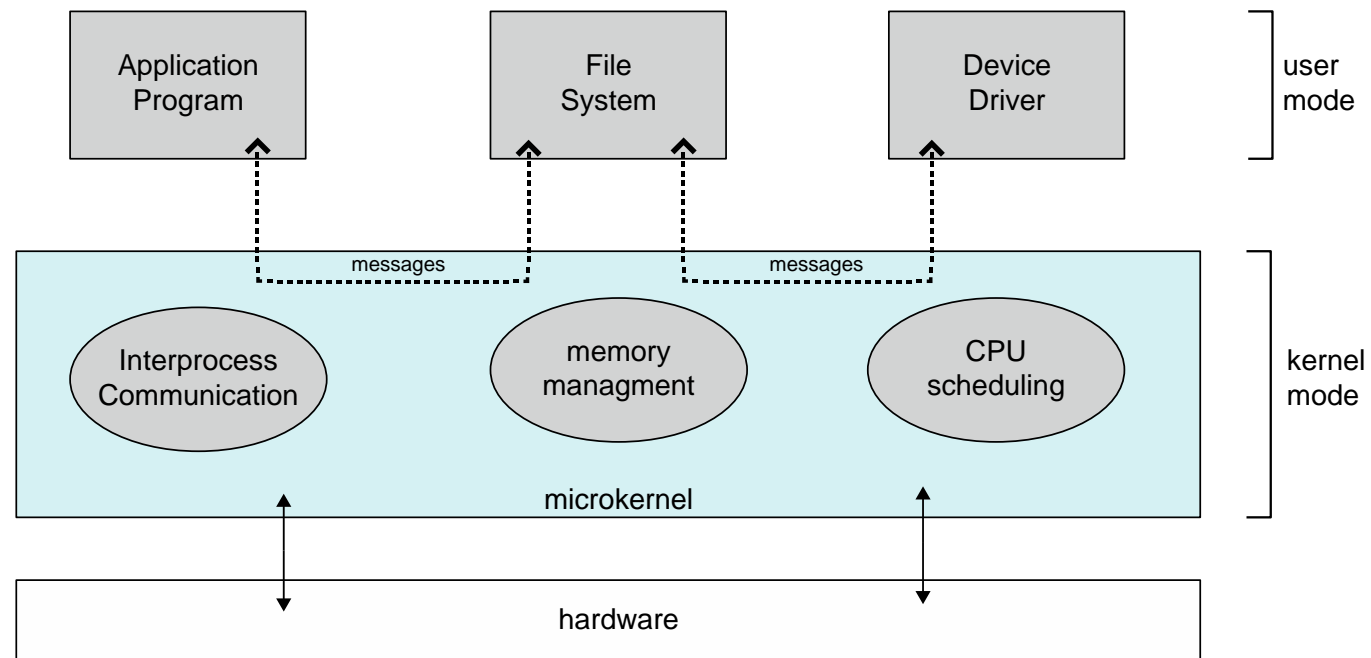 Application
Program
File
System
Device
Driver
user
mode
messages
messages
Interprocess
Communication
memory
managment
CPU
scheduling
kernel
mode
microkernel
hardware